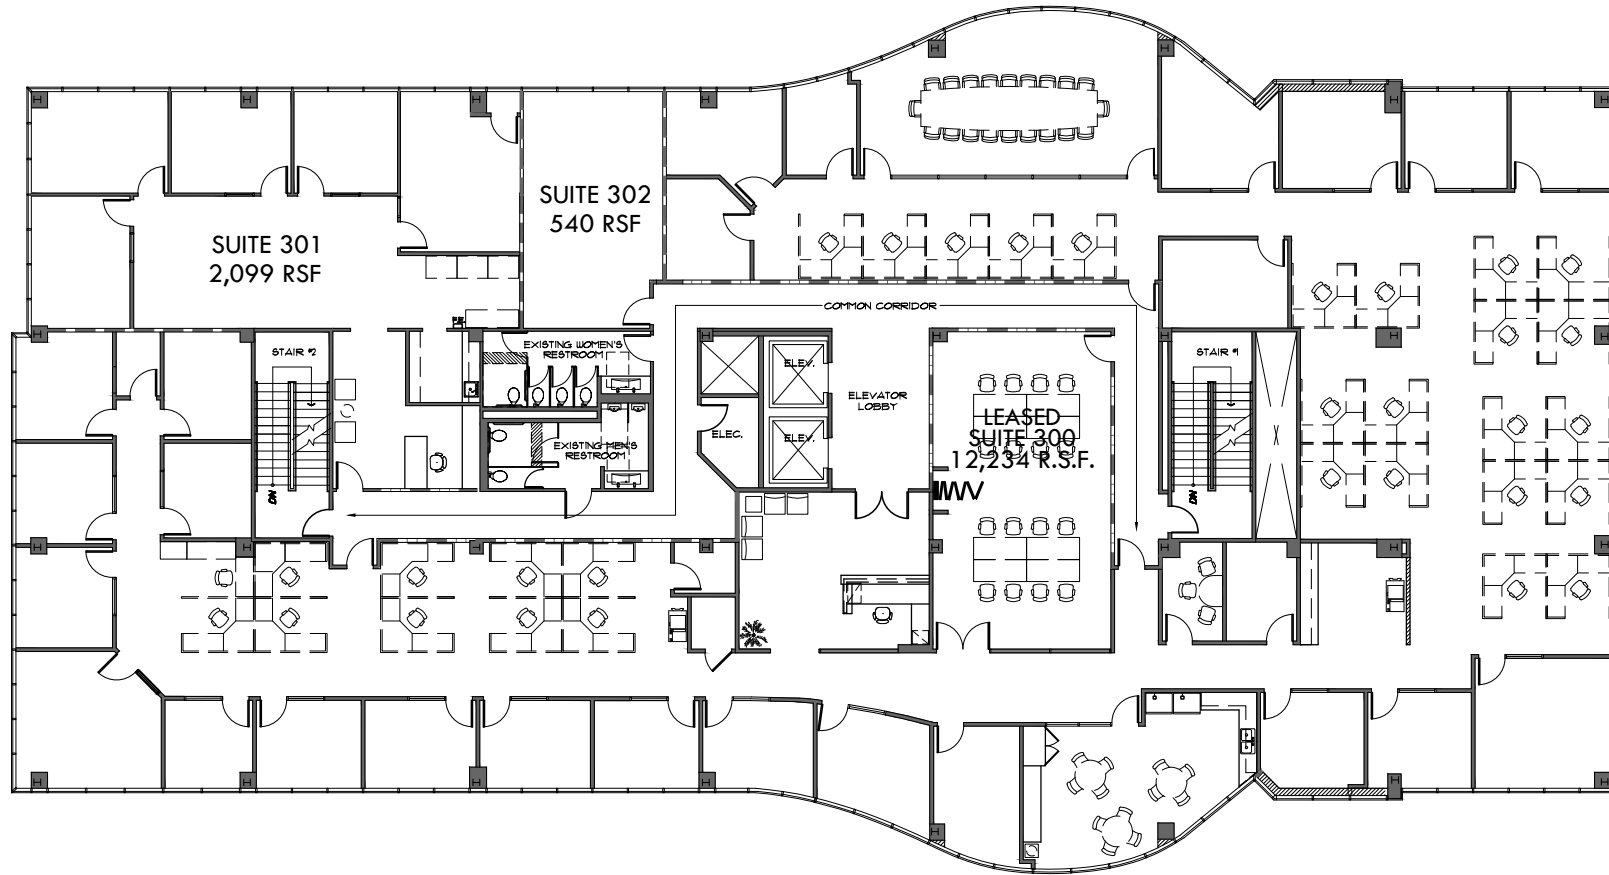 SUITE 302
540 RSF
SUITE 301
2,099 RSF
COMMON CORRIDOR
STAIR #2
EXISTING WOMEN'S
RESTROOM
ELEV.
STAIR #1
ELEVATOR
LOBBY
LEASED
SUITE 300
12,234 R.S.F.
ELEC.
ELEV.
EXISTING MEN'S
RESTROOM
DN
DN